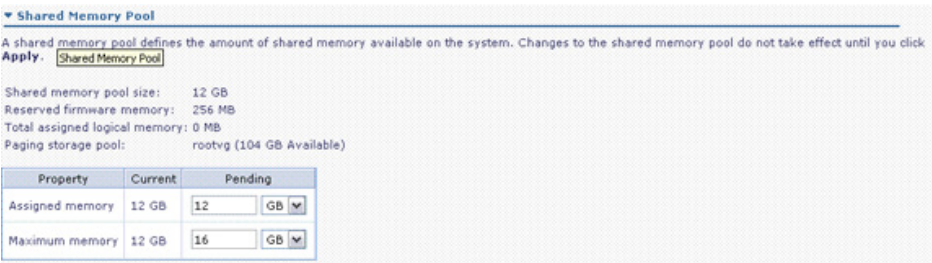 Shared Memory Pool
A shared memory pool defines the amount of shared memory available on the system. Changes to the shared memory pool do not take effect until you click
Apply. Shared Memory Pool
Shared memory pool size: 12 GB
Reserved firmware memory: 256 MB
Total assigned logical memory: 0 MB
Paging storage pool: rootvg (104 GB Available)
Property Current Pending
Assigned memory 12 GB 12 GB
Maximum memory 12 GB 16 GB